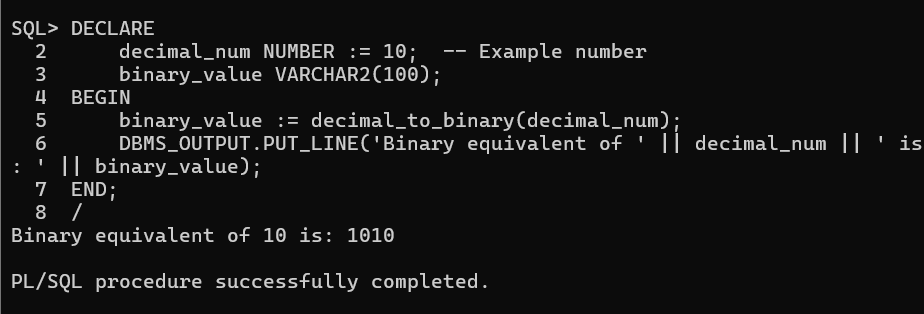 SQL> DECLARE
  2      decimal_num NUMBER := 10;  -- Example number
  3      binary_value VARCHAR2(100);
  4  BEGIN
  5      binary_value := decimal_to_binary(decimal_num);
  6      DBMS_OUTPUT.PUT_LINE('Binary equivalent of ' || decimal_num || ' is
: ' || binary_value);
  7  END;
  8  /
Binary equivalent of 10 is: 1010

PL/SQL procedure successfully completed.